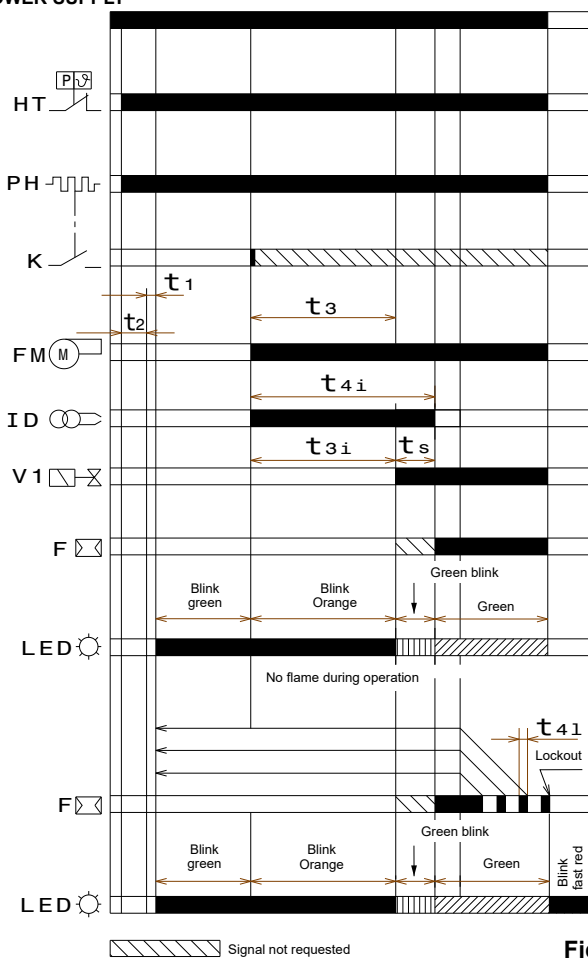 POWER SUPPLY
P ϑ
HT
PH
K
t1
t2
t3
FM M
t4i
ID
t3i ts
V1
F
Green blink
Blink green
Blink Orange
Green
LED
No flame during operation
t4l
Lockout
F
Green blink
Blink green
Blink Orange
Green
Blink fast red
LED
Signal not requested